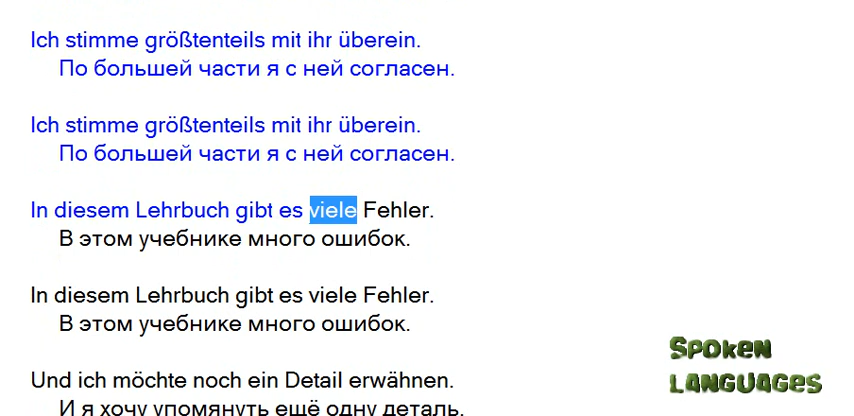 Ich stimme größtenteils mit ihr überein.
По большей части я с ней согласен.
Ich stimme größtenteils mit ihr überein.
По большей части я с ней согласен.
In diesem Lehrbuch gibt es viele Fehler.
В этом учебнике много ошибок.
In diesem Lehrbuch gibt es viele Fehler.
В этом учебнике много ошибок.
Und ich möchte noch ein Detail erwähnen.
И я хочу упомянуть ещё одну деталь.
Spoken
Languages